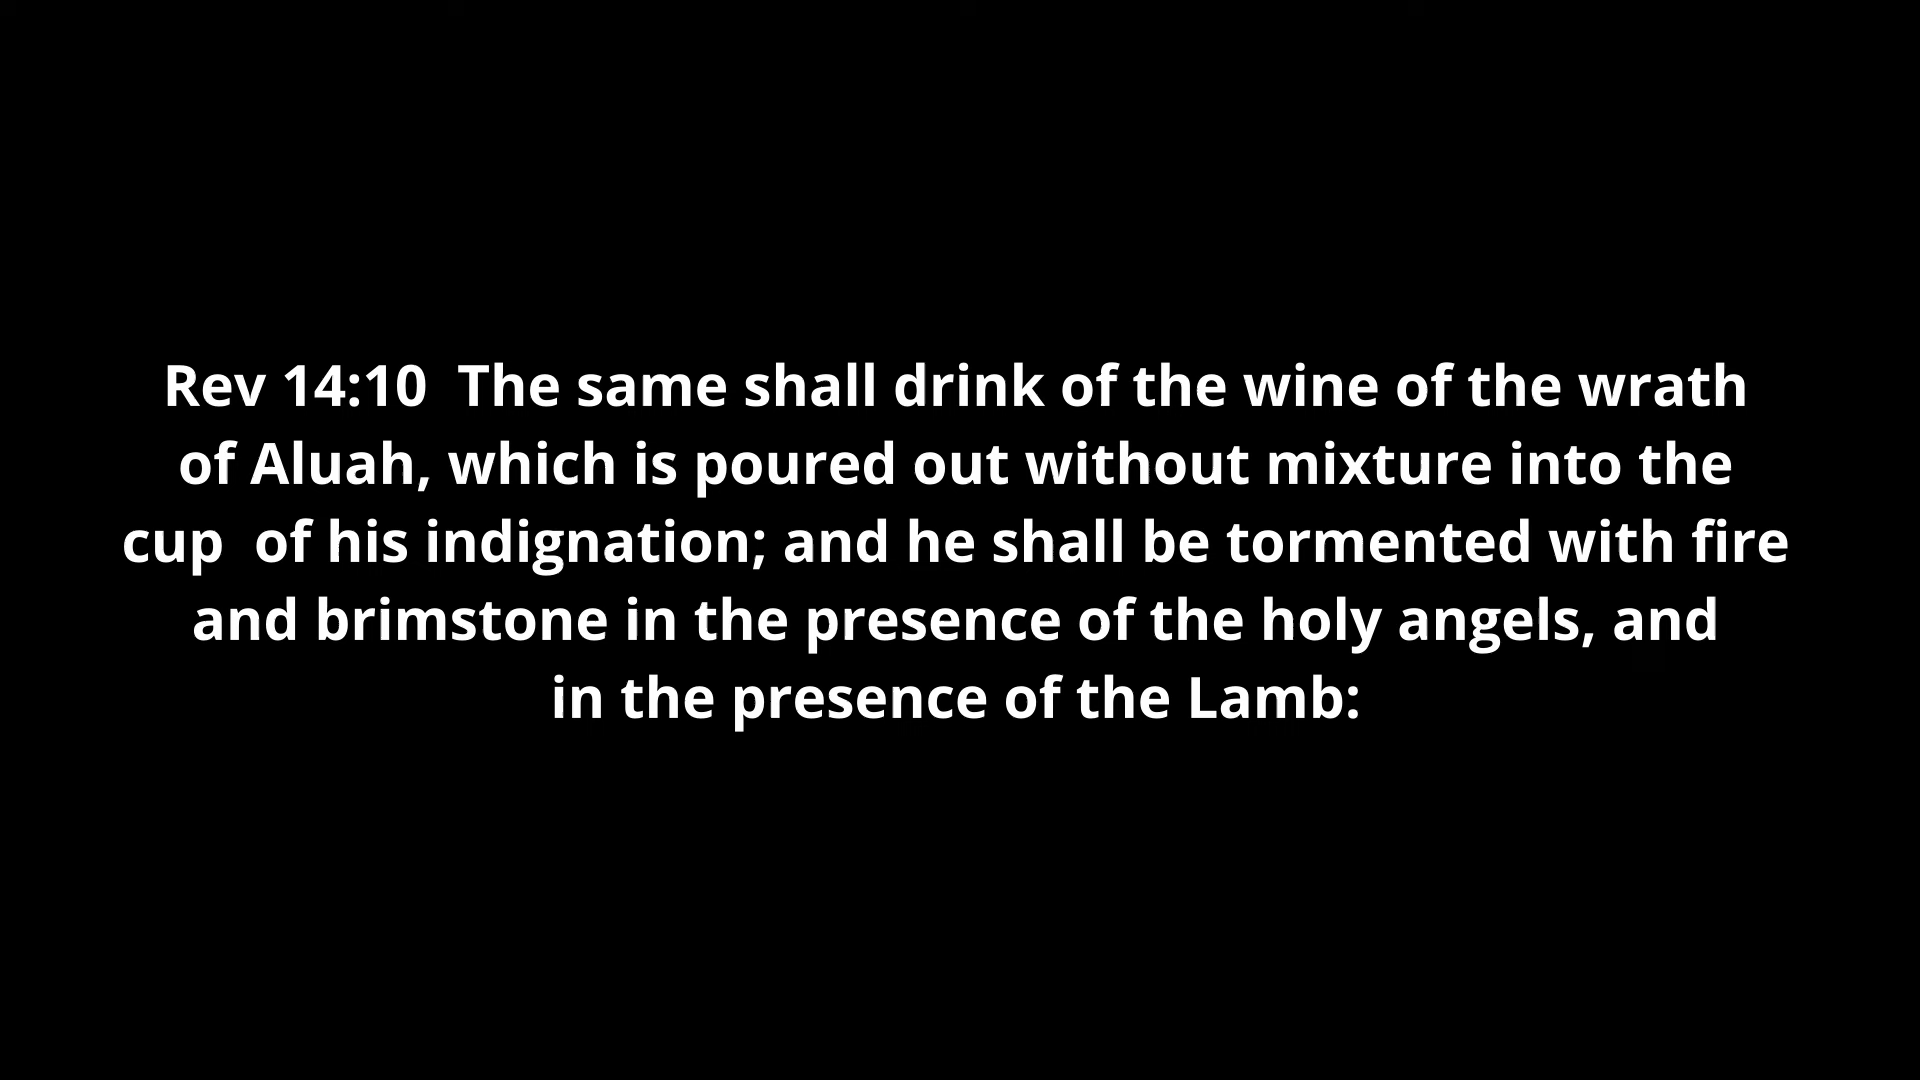 Rev 14:10  The same shall drink of the wine of the wrath
of Aluah, which is poured out without mixture into the
cup  of his indignation; and he shall be tormented with fire
and brimstone in the presence of the holy angels, and
in the presence of the Lamb: